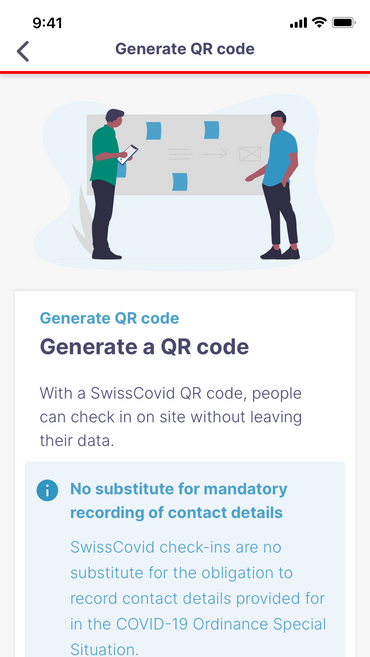 9:41
Generate QR code
Generate QR code
Generate a QR code
With a SwissCovid QR code, people
can check in on site without leaving
their data.
No substitute for mandatory
recording of contact details
SwissCovid check-ins are no
substitute for the obligation to
record contact details provided for
in the COVID-19 Ordinance Special
Situation.